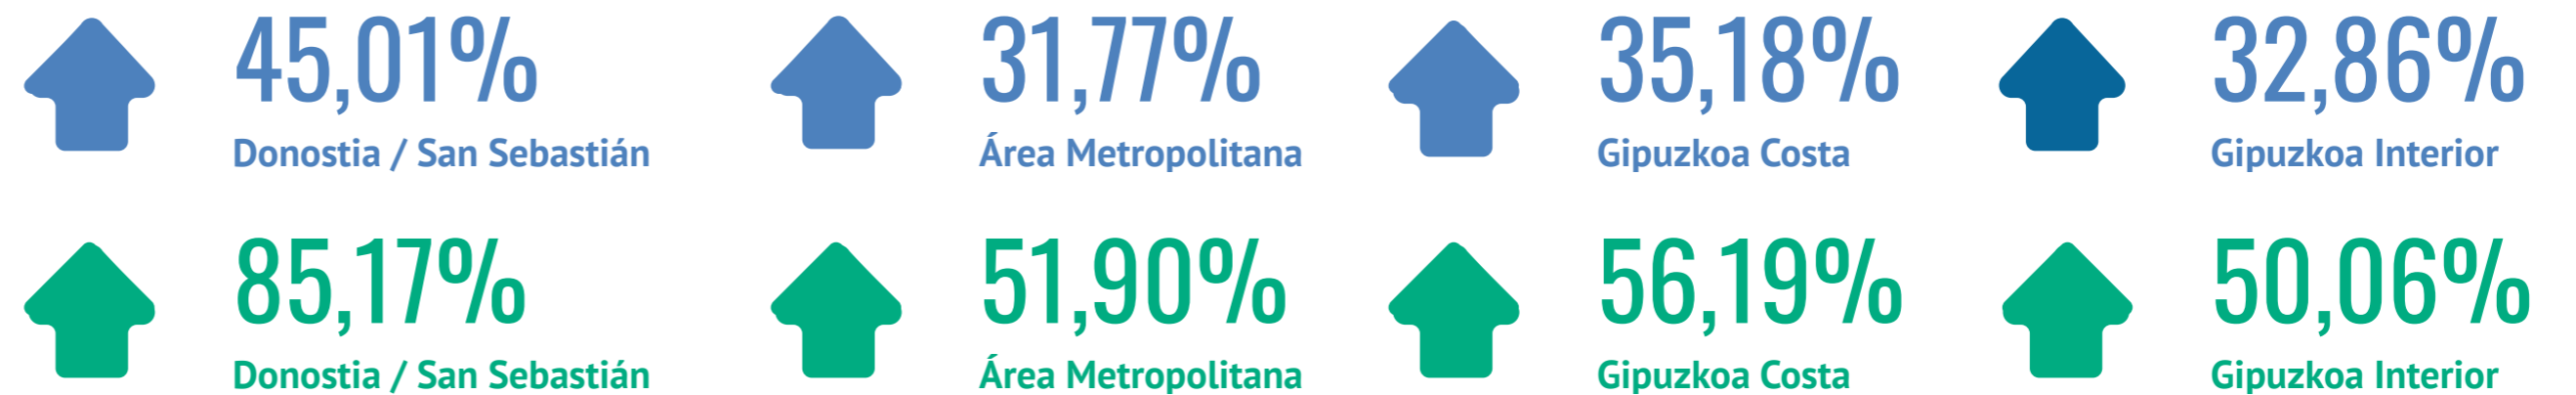 45,01% 31,77% 35,18% 32,86%
Donostia / San Sebastián Área Metropolitana Gipuzkoa Costa Gipuzkoa Interior
85,17% 51,90% 56,19% 50,06%
Donostia / San Sebastián Área Metropolitana Gipuzkoa Costa Gipuzkoa Interior